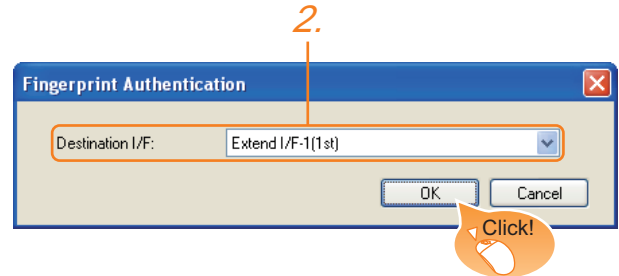 2.
Fingerprint Authentication
Destination I/F: Extend I/F-1(1st)
OK Cancel
Click!